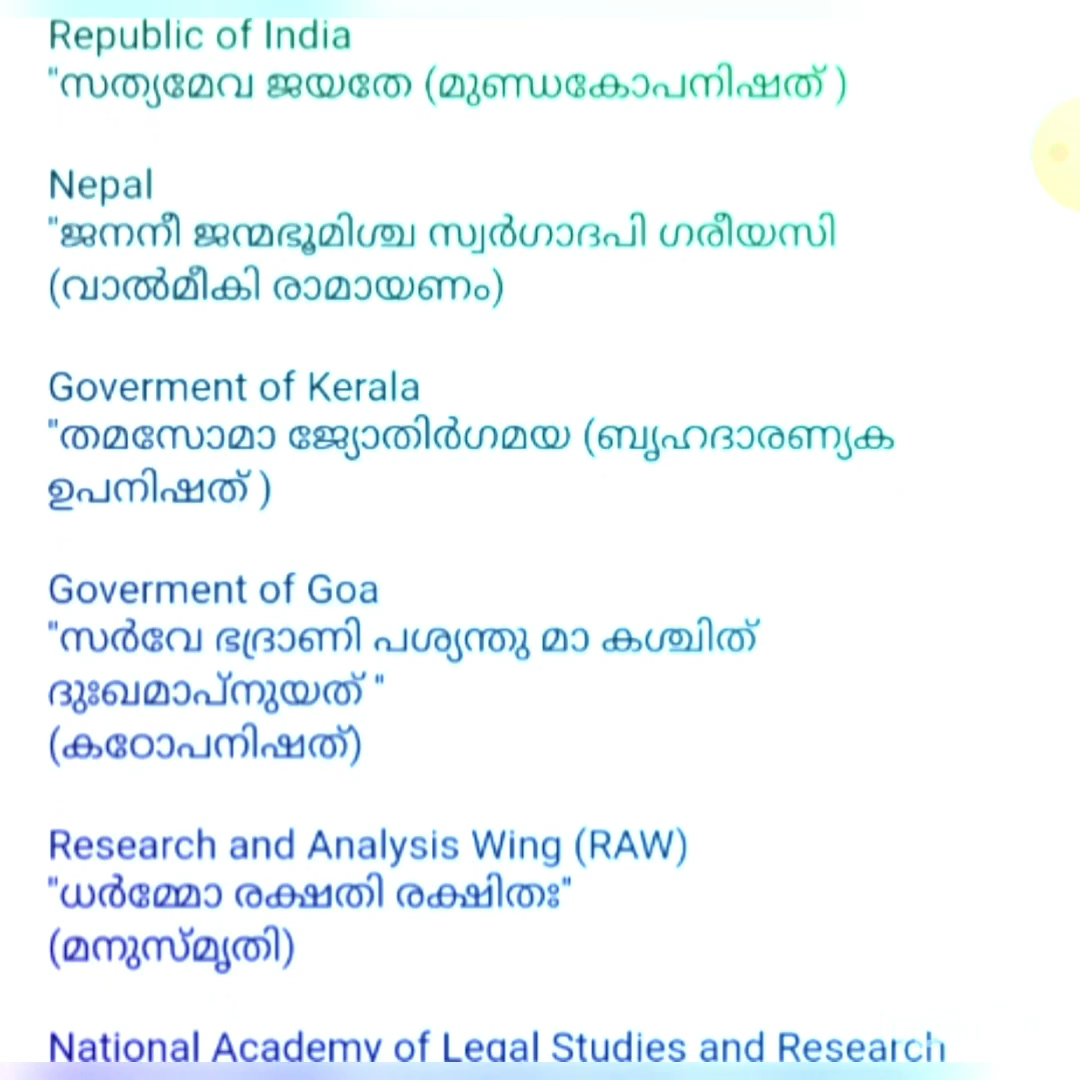 Republic of India
"സത്യമേവ ജയതേ (മുണ്ഡകോപനിഷത് )
Nepal
"ജനനീ ജന്മഭൂമിശ്ച സ്വർഗാദപി ഗരീയസി
(വാൽമീകി രാമായണം)
Goverment of Kerala
"തമസോമാ ജ്യോതിർഗമയ (ബൃഹദാരണ്യക
ഉപനിഷത് )
Goverment of Goa
"സർവേ ഭദ്രാണി പശ്യന്തു മാ കശ്ചിത്
ദുഃഖമാപ്നുയത് "
(കഠോപനിഷത്)
Research and Analysis Wing (RAW)
"ധർമ്മോ രക്ഷതി രക്ഷിതഃ"
(മനുസ്മൃതി)
National Academy of Legal Studies and Research